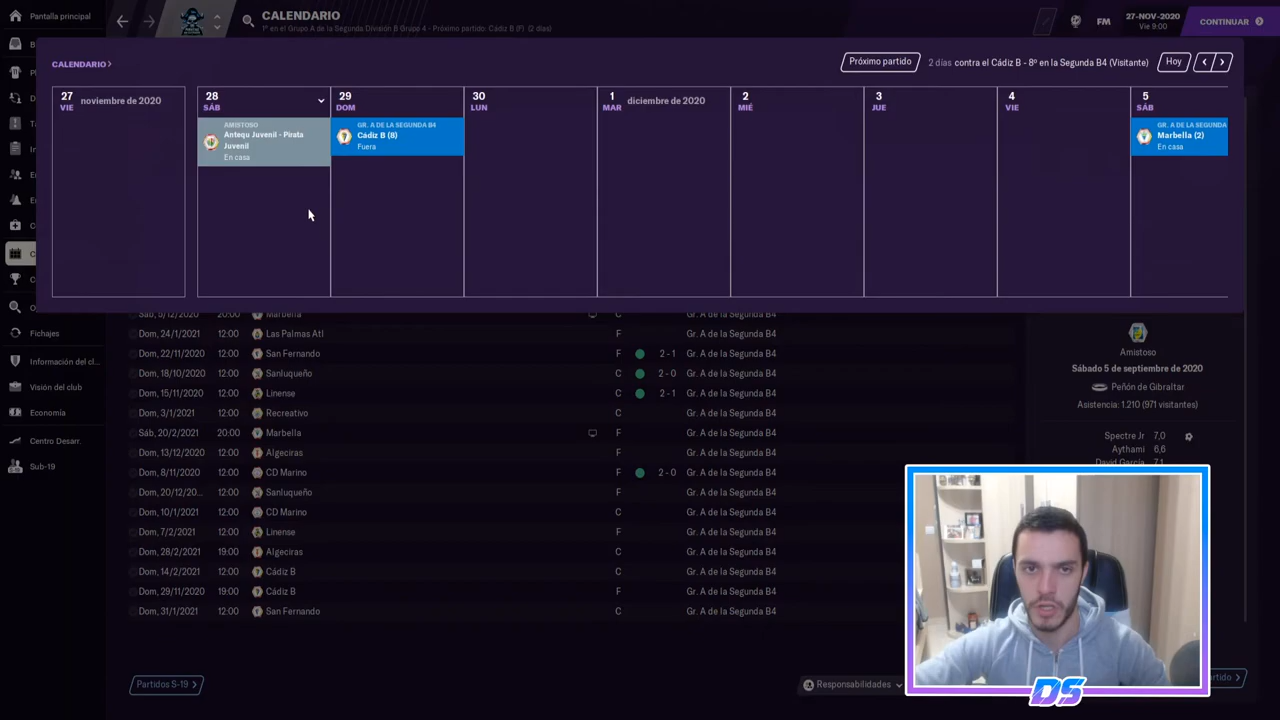 Pantalla principal
CALENDARIO
1º en el Grupo A de la Segunda División B Grupo 4 - Próximo partido: Cádiz B (F) (2 días)
FM
27-NOV-2020
Vie 9:00
CONTINUAR
CALENDARIO >
Próximo partido
2 días contra el Cádiz B - 8º en la Segunda B4 (Visitante)
Hoy
27 VIE noviembre de 2020
28 SÁB
29 DOM
30 LUN
1 MAR diciembre de 2020
2 MIÉ
3 JUE
4 VIE
5 SÁB
AMISTOSO
Antequ Juvenil - Pirata Juvenil
En casa
GR. A DE LA SEGUNDA B4
Cádiz B (8)
Fuera
GR. A DE LA SEGUNDA
Marbella (2)
En casa
Sáb, 5/12/2020 20:00 Marbella C Gr. A de la Segunda B4
Dom, 24/1/2021 12:00 Las Palmas Atl F Gr. A de la Segunda B4
Dom, 22/11/2020 12:00 San Fernando F 2 - 1 Gr. A de la Segunda B4
Dom, 18/10/2020 12:00 Sanluqueño C 2 - 0 Gr. A de la Segunda B4
Dom, 15/11/2020 12:00 Linense C 2 - 1 Gr. A de la Segunda B4
Dom, 3/1/2021 12:00 Recreativo C Gr. A de la Segunda B4
Sáb, 20/2/2021 20:00 Marbella F Gr. A de la Segunda B4
Dom, 13/12/2020 12:00 Algeciras F Gr. A de la Segunda B4
Dom, 8/11/2020 12:00 CD Marino F 2 - 0 Gr. A de la Segunda B4
Dom, 20/12/20... 12:00 Sanluqueño F Gr. A de la Segunda B4
Dom, 10/1/2021 12:00 CD Marino C Gr. A de la Segunda B4
Dom, 7/2/2021 12:00 Linense F Gr. A de la Segunda B4
Dom, 28/2/2021 19:00 Algeciras C Gr. A de la Segunda B4
Dom, 14/2/2021 12:00 Cádiz B C Gr. A de la Segunda B4
Dom, 29/11/2020 19:00 Cádiz B F Gr. A de la Segunda B4
Dom, 31/1/2021 12:00 San Fernando C Gr. A de la Segunda B4
Fichajes
Información del cl...
Visión del club
Economía
Centro Desarr.
Sub-19
Amistoso
Sábado 5 de septiembre de 2020
Peñón de Gibraltar
Asistencia: 1.210 (971 visitantes)
Spectre Jr 7,0
Aythami 6,6
David García 7,1
Partidos S-19 >
Responsabilidades
DS